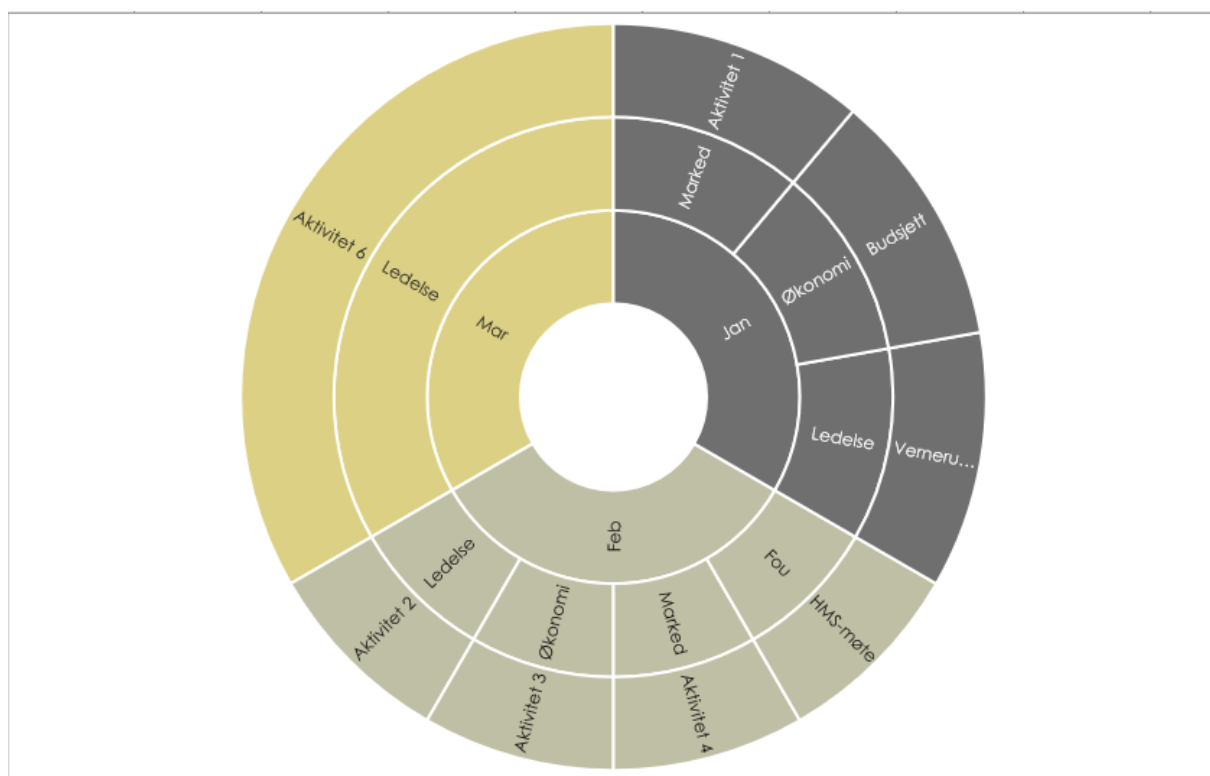 Jan
Marked
Aktivitet 1
Økonomi
Budsjett
Ledelse
Verneru...
Feb
Fou
HMS-møte
Marked
Aktivitet 4
Økonomi
Aktivitet 3
Ledelse
Aktivitet 2
Mar
Ledelse
Aktivitet 6